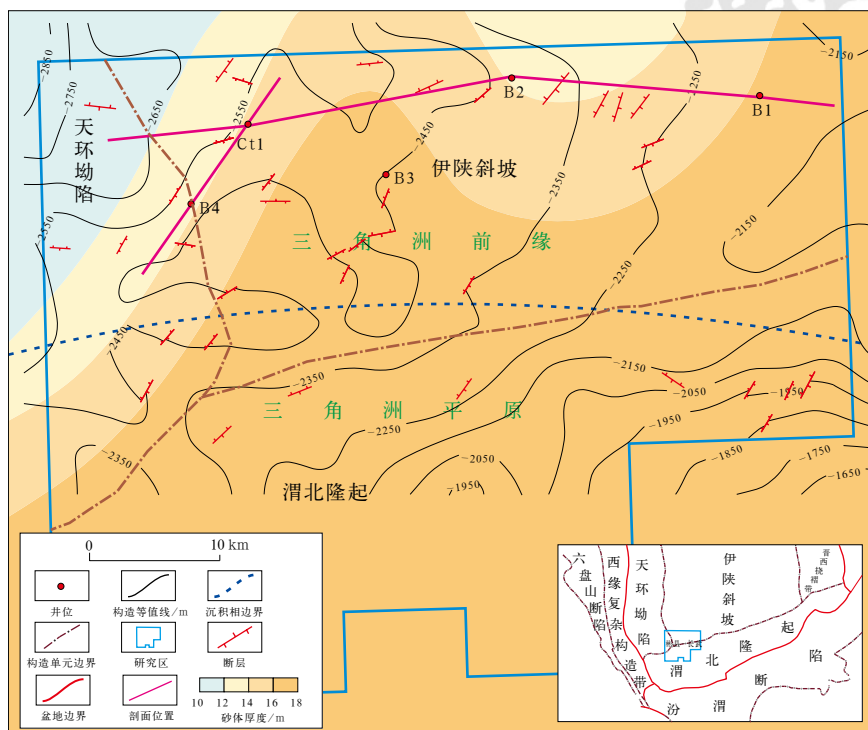 -2850
-2750
-2650
-2550
-2250
-2150
B2
B1
Ct1
-2450
天环坳陷
伊陕斜坡
B3
-2350
B4
-2150
-2550
三角洲前缘
-2250
-2450
-2150
-2350
-2050
-1950
三角洲平原
-1950
-2250
-2350
-2050
-1850
-1750
-1950
-1650
渭北隆起
0 10 km
井位
构造等值线/m
沉积相边界
构造单元边界
研究区
断层
盆地边界
剖面位置
10 12 14 16 18
砂体厚度/m
六盘山断陷
西缘复杂构造带
天环坳陷
伊陕斜坡
晋西挠褶带
渭北隆起
汾渭断陷